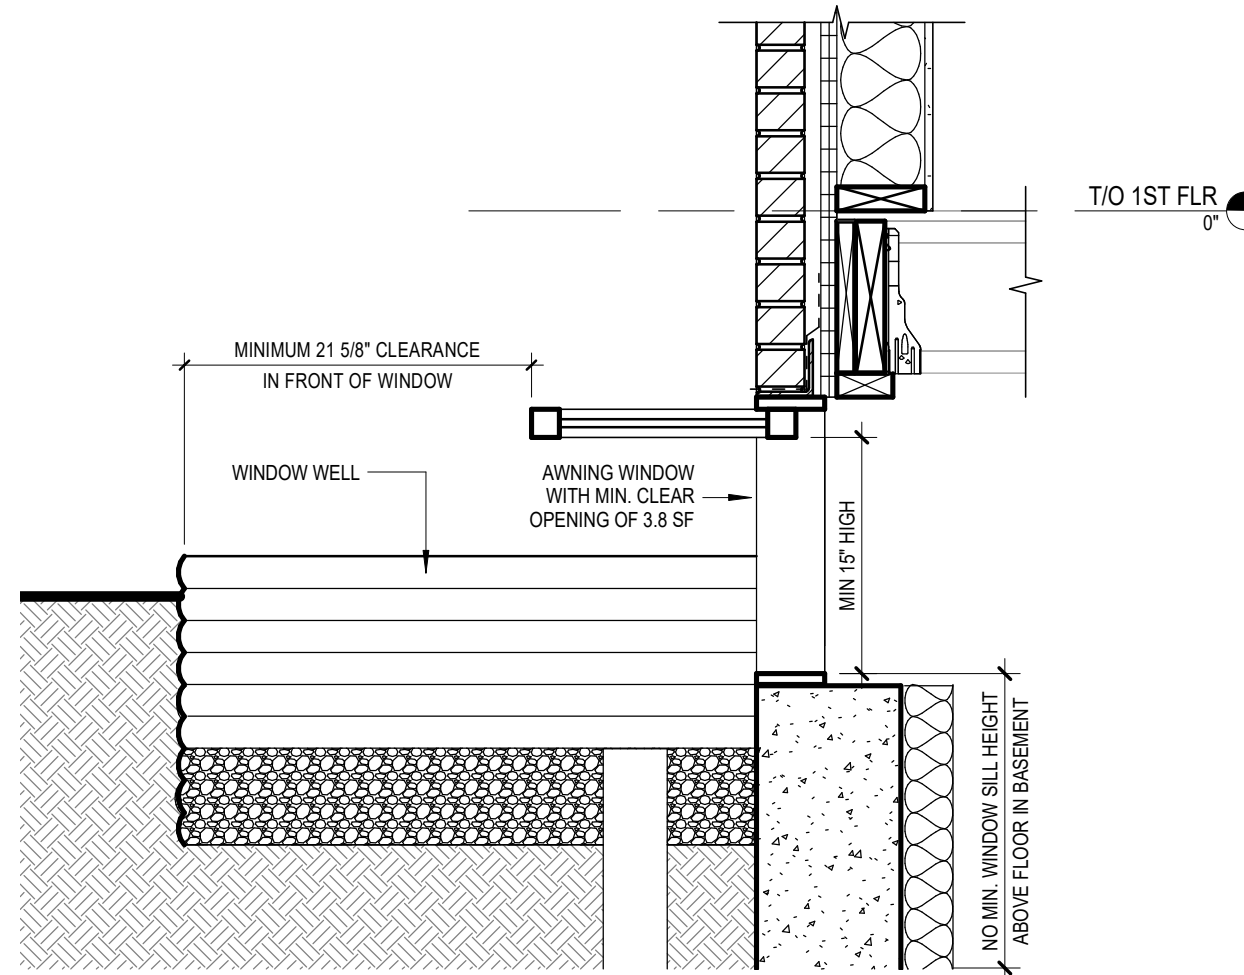 T/O 1ST FLR
0"
MINIMUM 21 5/8" CLEARANCE
IN FRONT OF WINDOW
WINDOW WELL
AWNING WINDOW
WITH MIN. CLEAR
OPENING OF 3.8 SF
MIN 15" HIGH
NO MIN. WINDOW SILL HEIGHT
ABOVE FLOOR IN BASEMENT